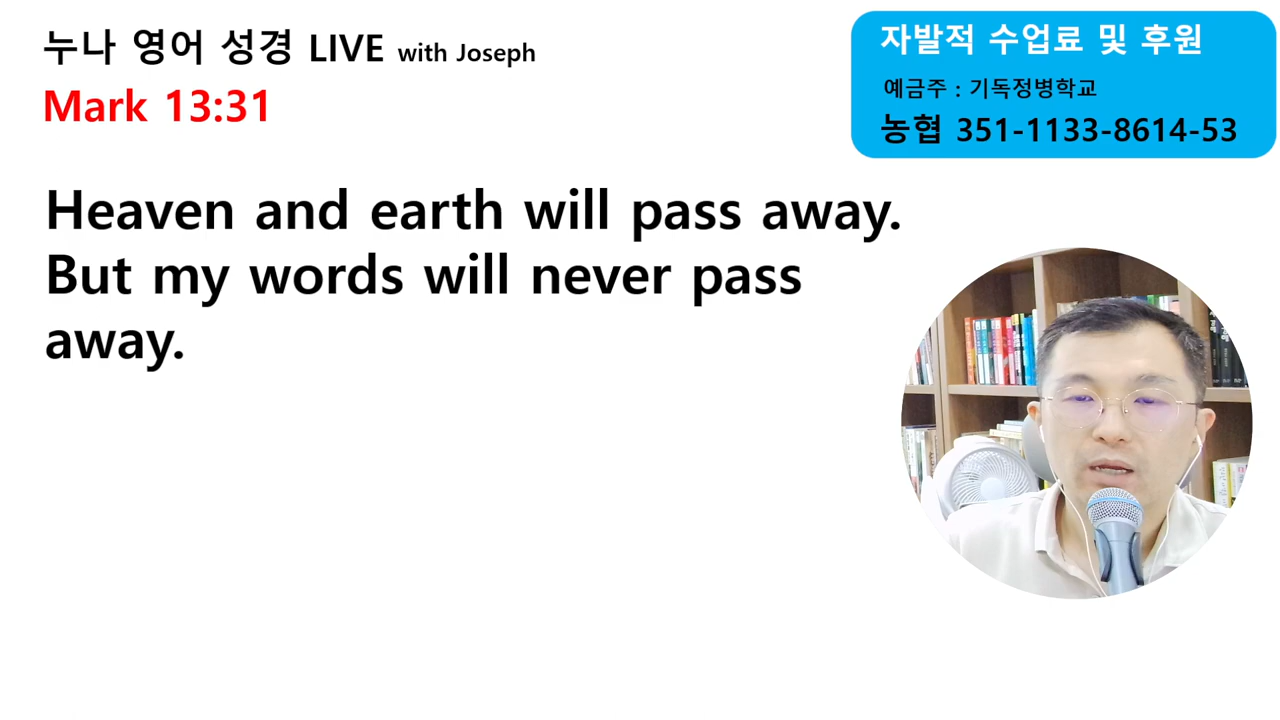 누나 영어 성경 LIVE with Joseph
Mark 13:31
자발적 수업료 및 후원
예금주 : 기독정병학교
농협 351-1133-8614-53
Heaven and earth will pass away.
But my words will never pass
away.